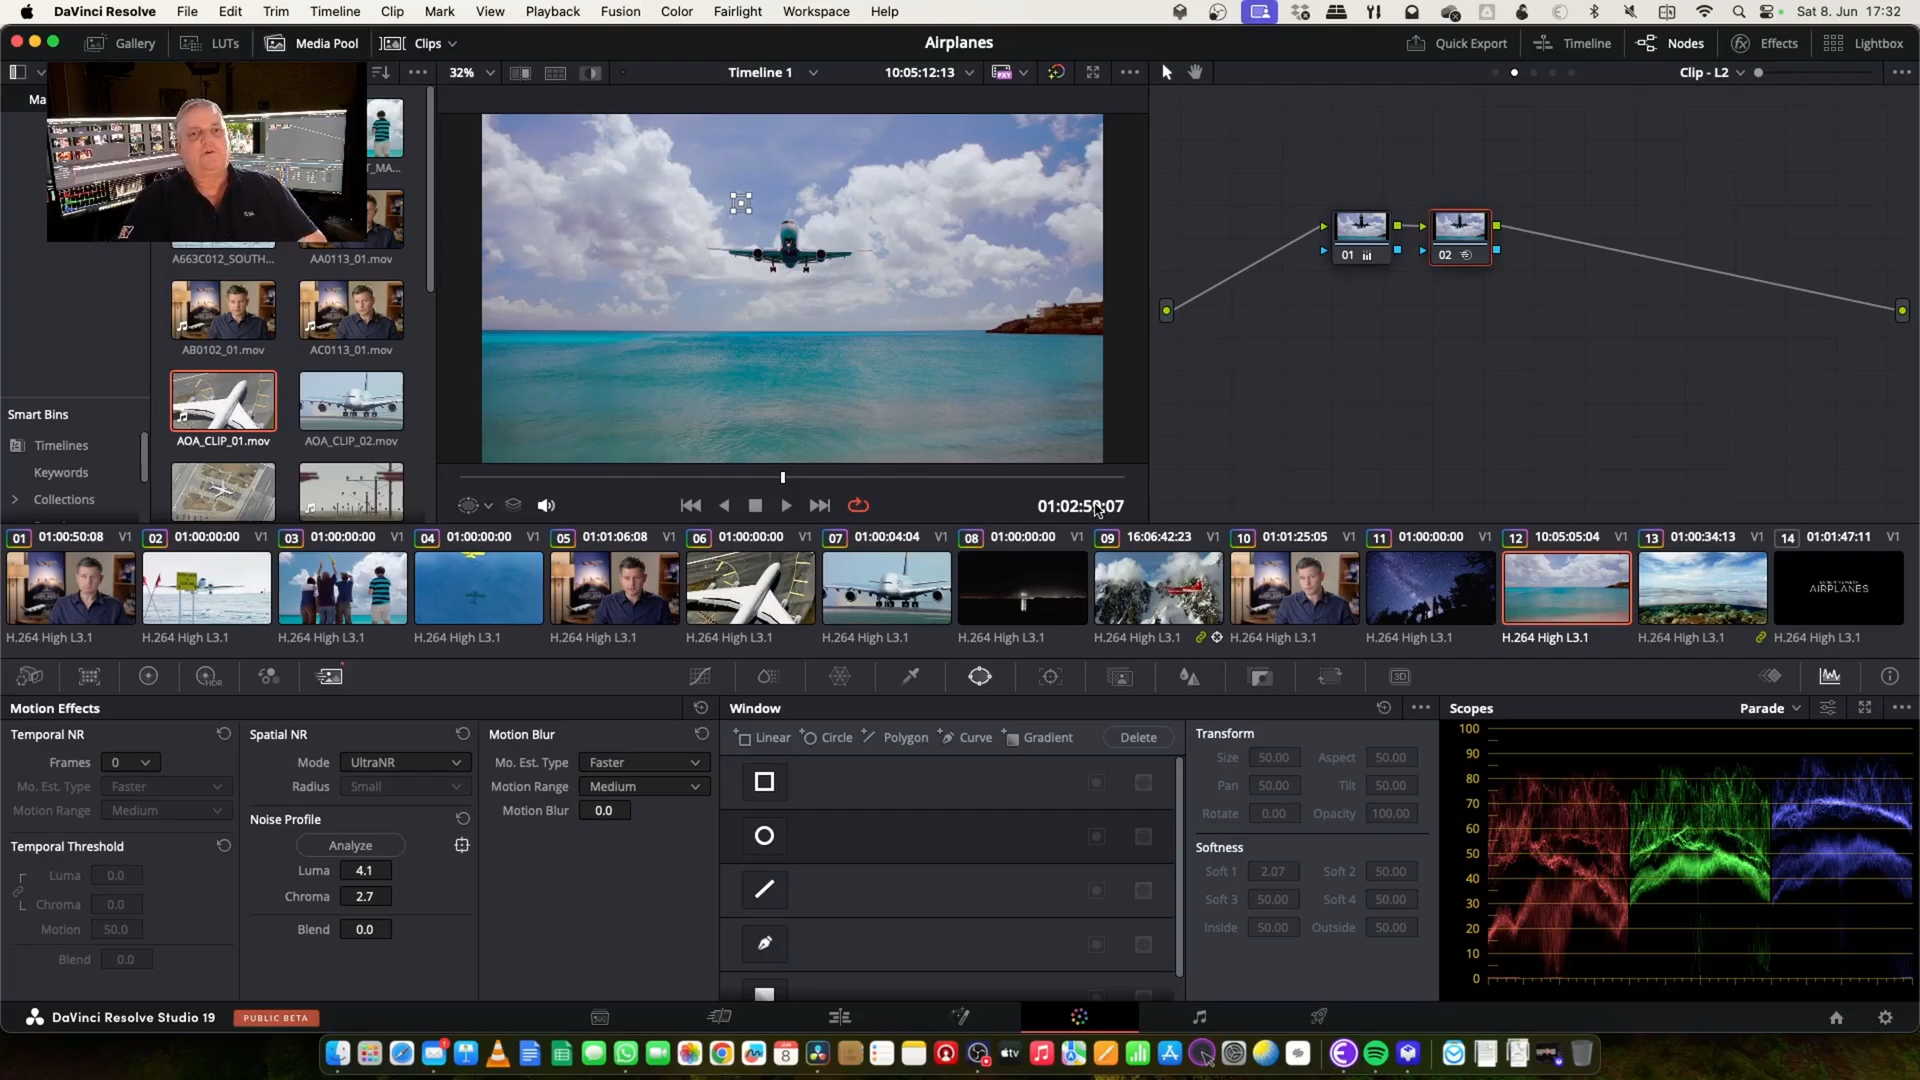 DaVinci Resolve File Edit Trim Timeline Clip Mark View Playback Fusion Color Fairlight Workspace Help Sat 8. Jun 17:32
Gallery LUTs Media Pool Clips Airplanes Quick Export Timeline Nodes Effects Lightbox
32% Timeline 1 10:05:12:13 Clip - L2
Ma
T_MA...
A663C012_SOUTH... AA0113_01.mov
AB0102_01.mov AC0113_01.mov
Smart Bins
AOA_CLIP_01.mov AOA_CLIP_02.mov
Timelines
Keywords
Collections
01 02
01:02:50:07
01 01:00:50:08 V1 02 01:00:00:00 V1 03 01:00:00:00 V1 04 01:00:00:00 V1 05 01:01:06:08 V1 06 01:00:00:00 V1 07 01:00:04:04 V1 08 01:00:00:00 V1 09 16:06:42:23 V1 10 01:01:25:05 V1 11 01:00:00:00 V1 12 10:05:05:04 V1 13 01:00:34:13 V1 14 01:01:47:11 V1
AIRPLANES
H.264 High L3.1 H.264 High L3.1 H.264 High L3.1 H.264 High L3.1 H.264 High L3.1 H.264 High L3.1 H.264 High L3.1 H.264 High L3.1 H.264 High L3.1 H.264 High L3.1 H.264 High L3.1 H.264 High L3.1 H.264 High L3.1 H.264 High L3.1
HDR 3D
Motion Effects Window Scopes Parade
Temporal NR Spatial NR Motion Blur Linear Circle Polygon Curve Gradient Delete Transform
Frames 0 Mode UltraNR Mo. Est. Type Faster Size 50.00 Aspect 50.00
Mo. Est. Type Faster Radius Small Motion Range Medium Pan 50.00 Tilt 50.00
Motion Range Medium Motion Blur 0.0 Rotate 0.00 Opacity 100.00
Temporal Threshold Noise Profile Softness
Analyze
Luma 0.0 Luma 4.1 Soft 1 2.07 Soft 2 50.00
Chroma 0.0 Chroma 2.7 Soft 3 50.00 Soft 4 50.00
Motion 50.0 Blend 0.0 Inside 50.00 Outside 50.00
Blend 0.0
100
90
80
70
60
50
40
30
20
10
0
DaVinci Resolve Studio 19 PUBLIC BETA